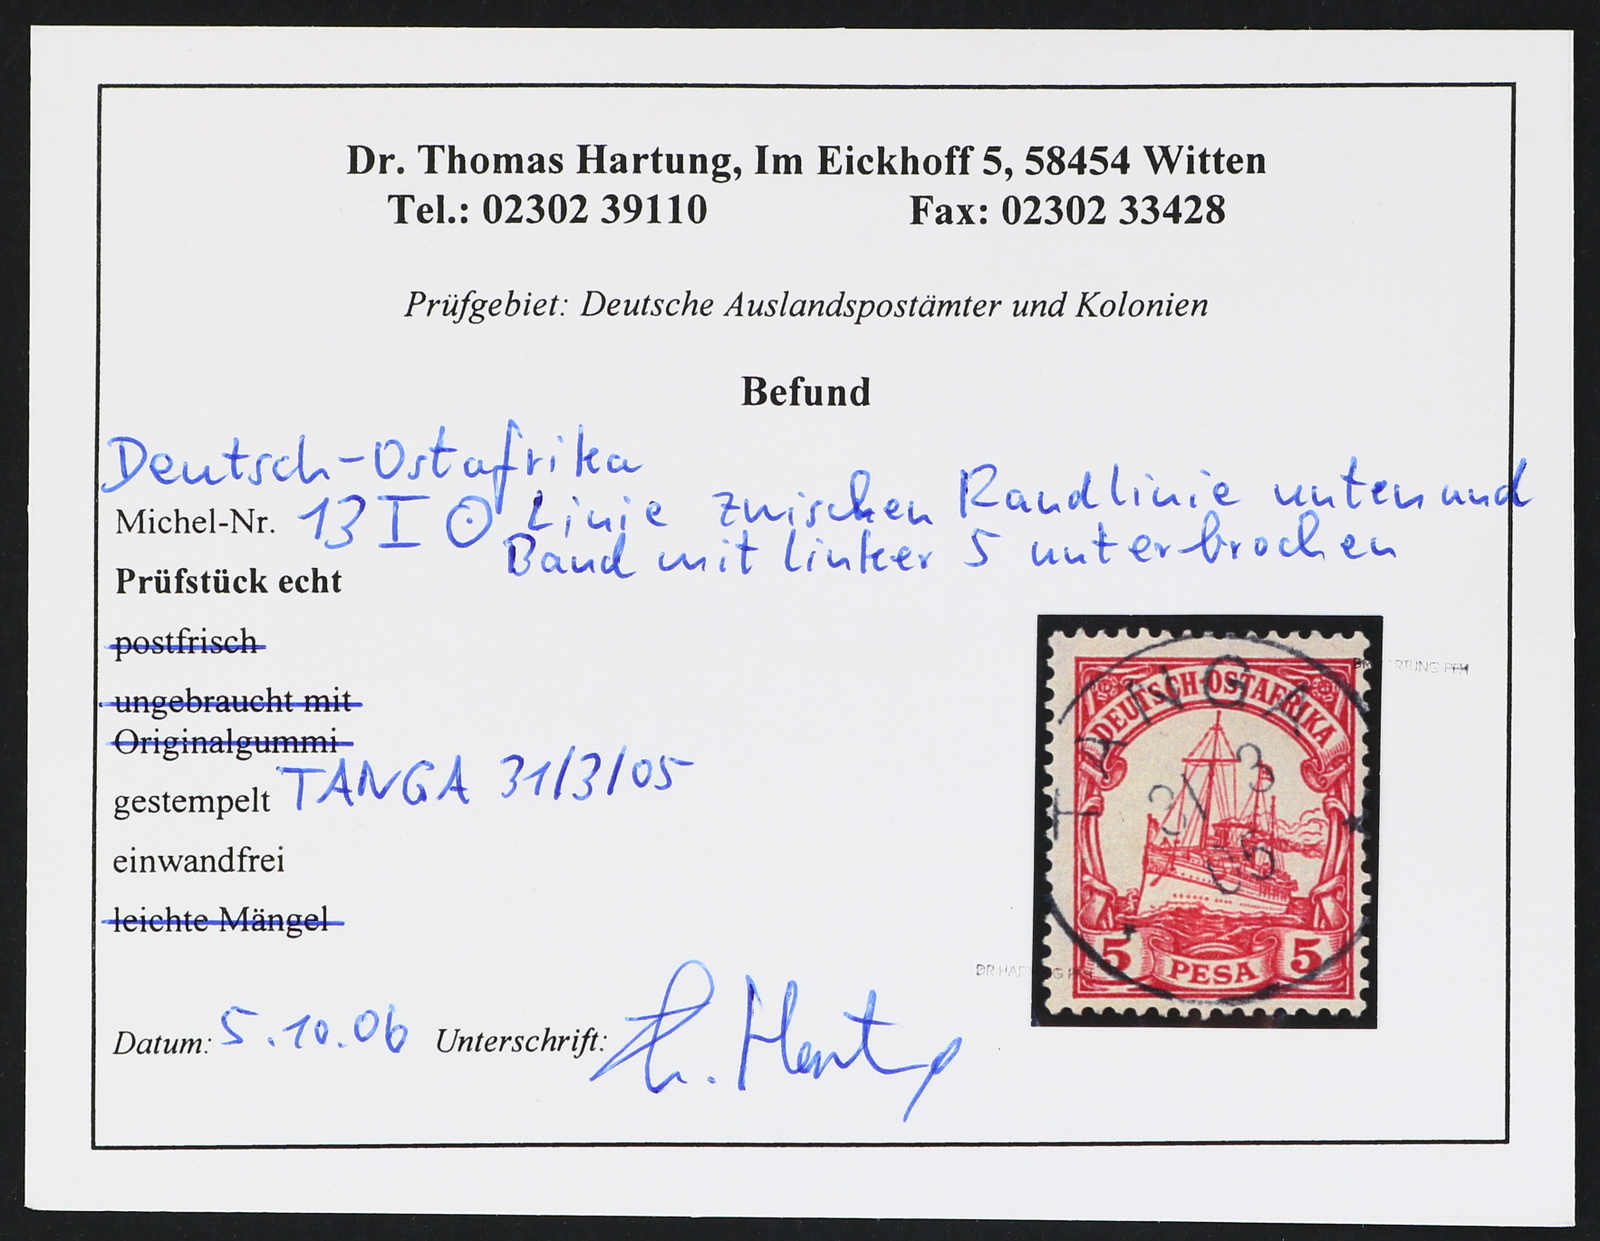 Dr. Thomas Hartung, Im Eickhoff 5, 58454 Witten
Tel.: 02302 39110 Fax: 02302 33428
Prüfgebiet: Deutsche Auslandspostämter und Kolonien
Befund
Deutsch-Ostafrika
Michel-Nr. 13 I ⊙ Linie zwischen Randlinie unten und
Band mit linker 5 unterbrochen
Prüfstück echt
postfrisch
ungebraucht mit
Originalgummi
gestempelt TANGA 31/3/05
einwandfrei
leichte Mängel
Datum: 5.10.06 Unterschrift:
DEUTSCH-OSTAFRIKA
TANGA
3
05
5 PESA 5